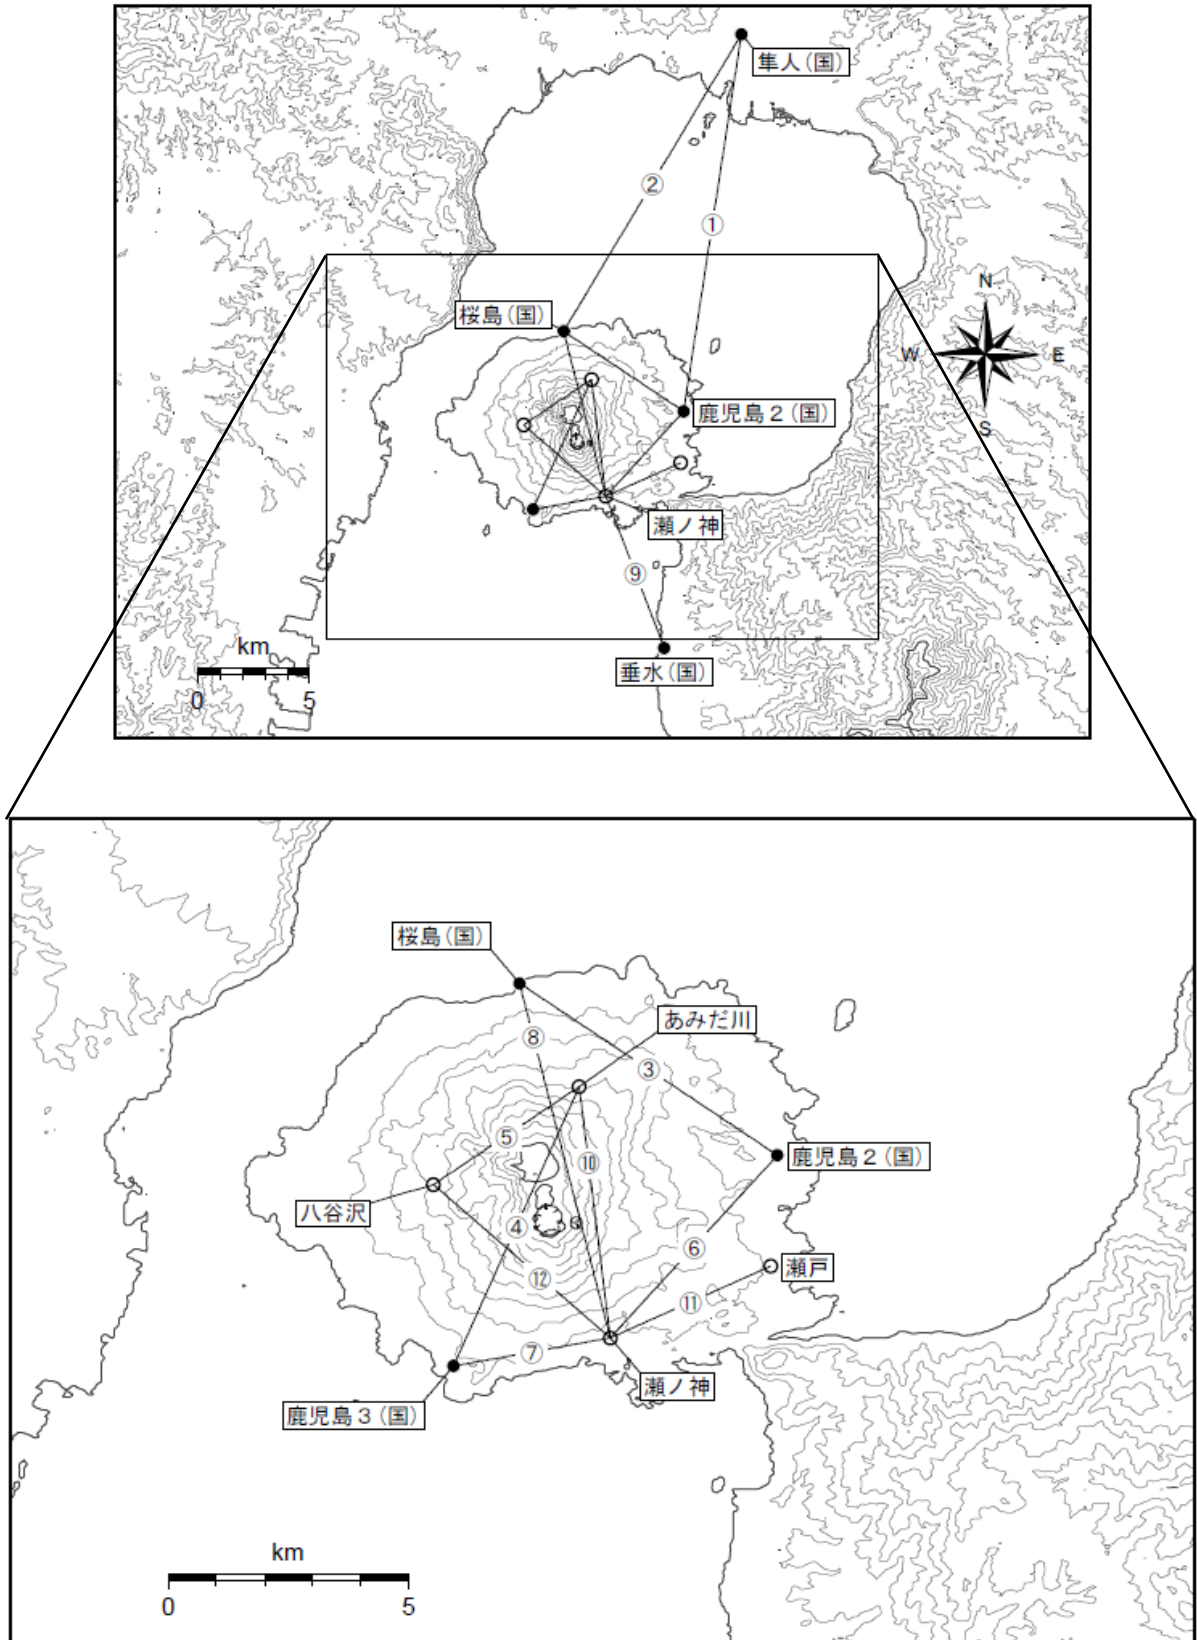 隼人(国)
②
①
N
桜島(国)
W
E
鹿児島2(国)
S
瀬ノ神
⑨
km
垂水(国)
0
5
桜島(国)
あみだ川
⑧
③
⑤
鹿児島2(国)
⑩
八谷沢
④
⑥
瀬戸
⑫
⑪
⑦
瀬ノ神
鹿児島3(国)
km
0
5